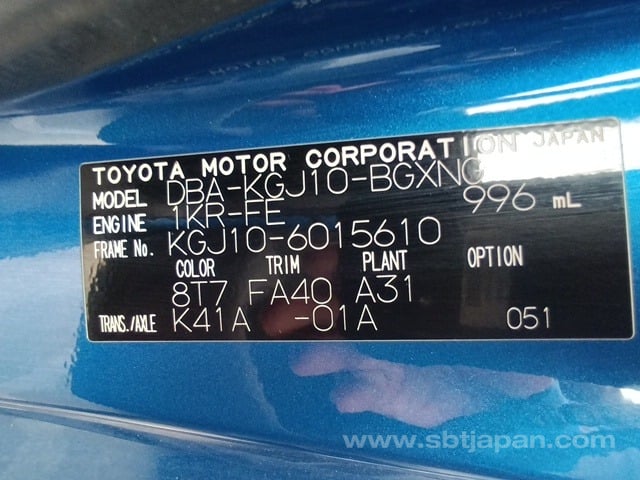 TOYOTA MOTOR CORPORATION JAPAN
MODEL DBA-KGJ10-BGXNG
ENGINE 1KR-FE 996 mL
FRAME No. KGJ10-6015610
COLOR TRIM PLANT OPTION
8T7 FA40 A31
TRANS./AXLE K41A -01A 051
www.sbtjapan.com